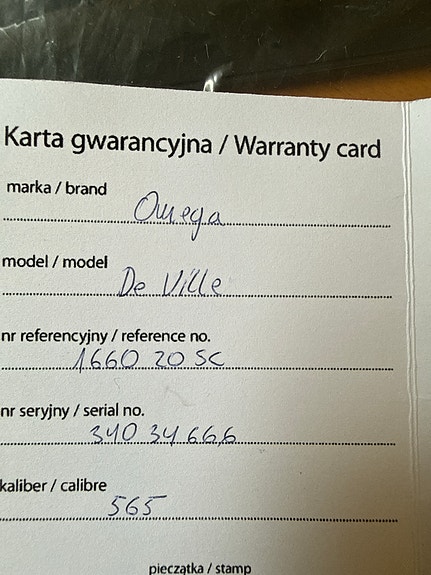 Karta gwarancyjna / Warranty card
marka / brand
Omega
model / model
De Ville
nr referencyjny / reference no.
1660 20 SC
nr seryjny / serial no.
340 34 666
kaliber / calibre
565
pieczątka / stamp